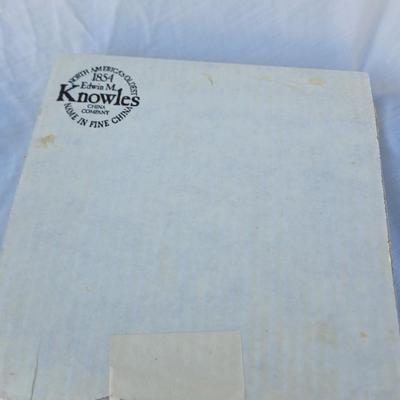 NORTH AMERICA'S OLDEST
1854
Edwin M.
Knowles
CHINA
COMPANY
NAME IN FINE CHINA